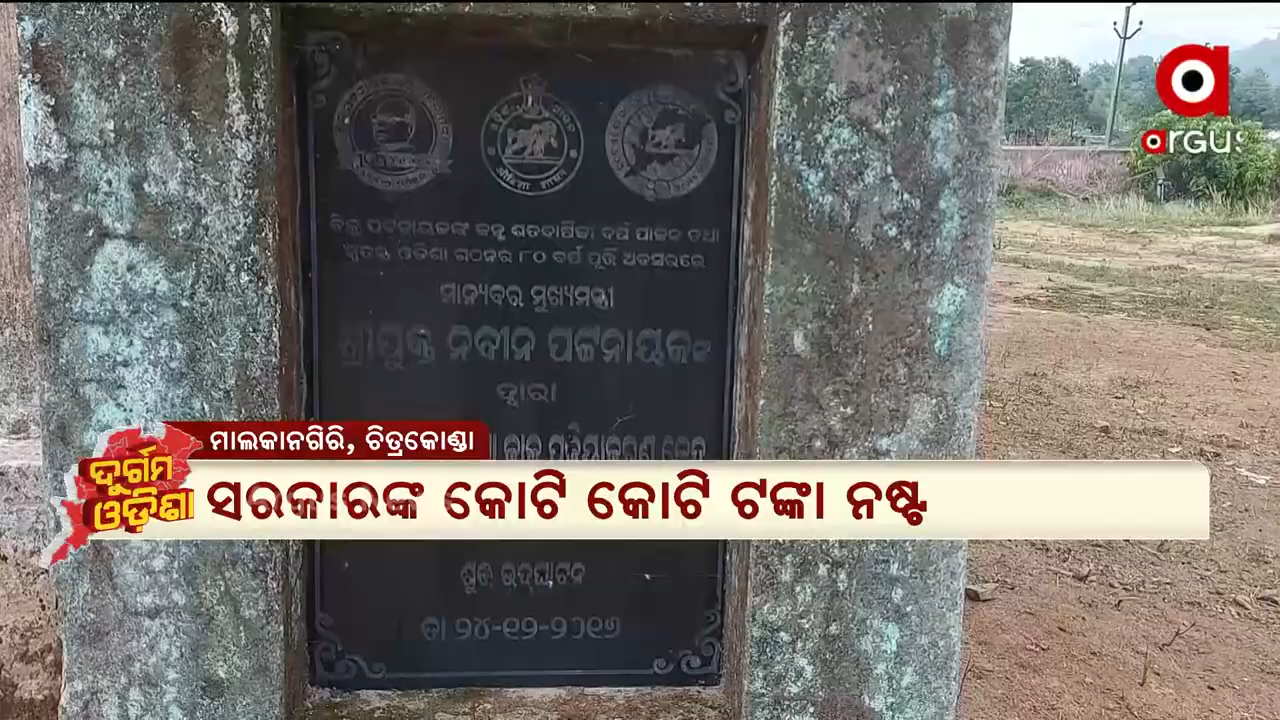 a
argus
ବିଜୁ ପଟ୍ଟନାୟକଙ୍କ ଜନ୍ମ ଶତବାର୍ଷିକୀ ବର୍ଷ ପାଳନ ତଥା
ସ୍ୱତନ୍ତ୍ର ଓଡିଶା ଗଠନର ୮୦ ବର୍ଷ ପୂର୍ତ୍ତି ଅବସରରେ
ମାନ୍ୟବର ମୁଖ୍ୟମନ୍ତ୍ରୀ
ଶ୍ରୀଯୁକ୍ତ ନବୀନ ପଟ୍ଟନାୟକଙ୍କ
ଦ୍ୱାରା
ମାଲକାନଗିରି, ଚିତ୍ରକୋଣ୍ଡା
ଦୁର୍ଗମ
ଓଡ଼ିଶା
ସରକାରଙ୍କ କୋଟି କୋଟି ଟଙ୍କା ନଷ୍ଟ
ଶୁଭ ଉଦ୍‌ଘାଟନ
ତା ୨୪-୧୨-୨୦୧୬